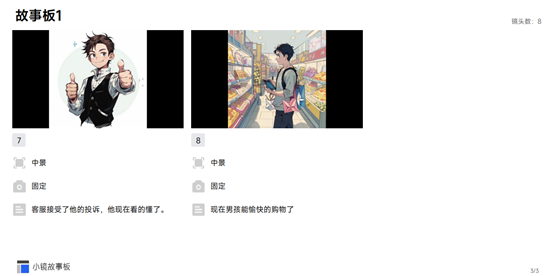 故事板1
镜头数：8
7
中景
固定
客服接受了他的投诉，他现在看的懂了。
8
中景
固定
现在男孩能愉快的购物了
小镜故事板
3/3